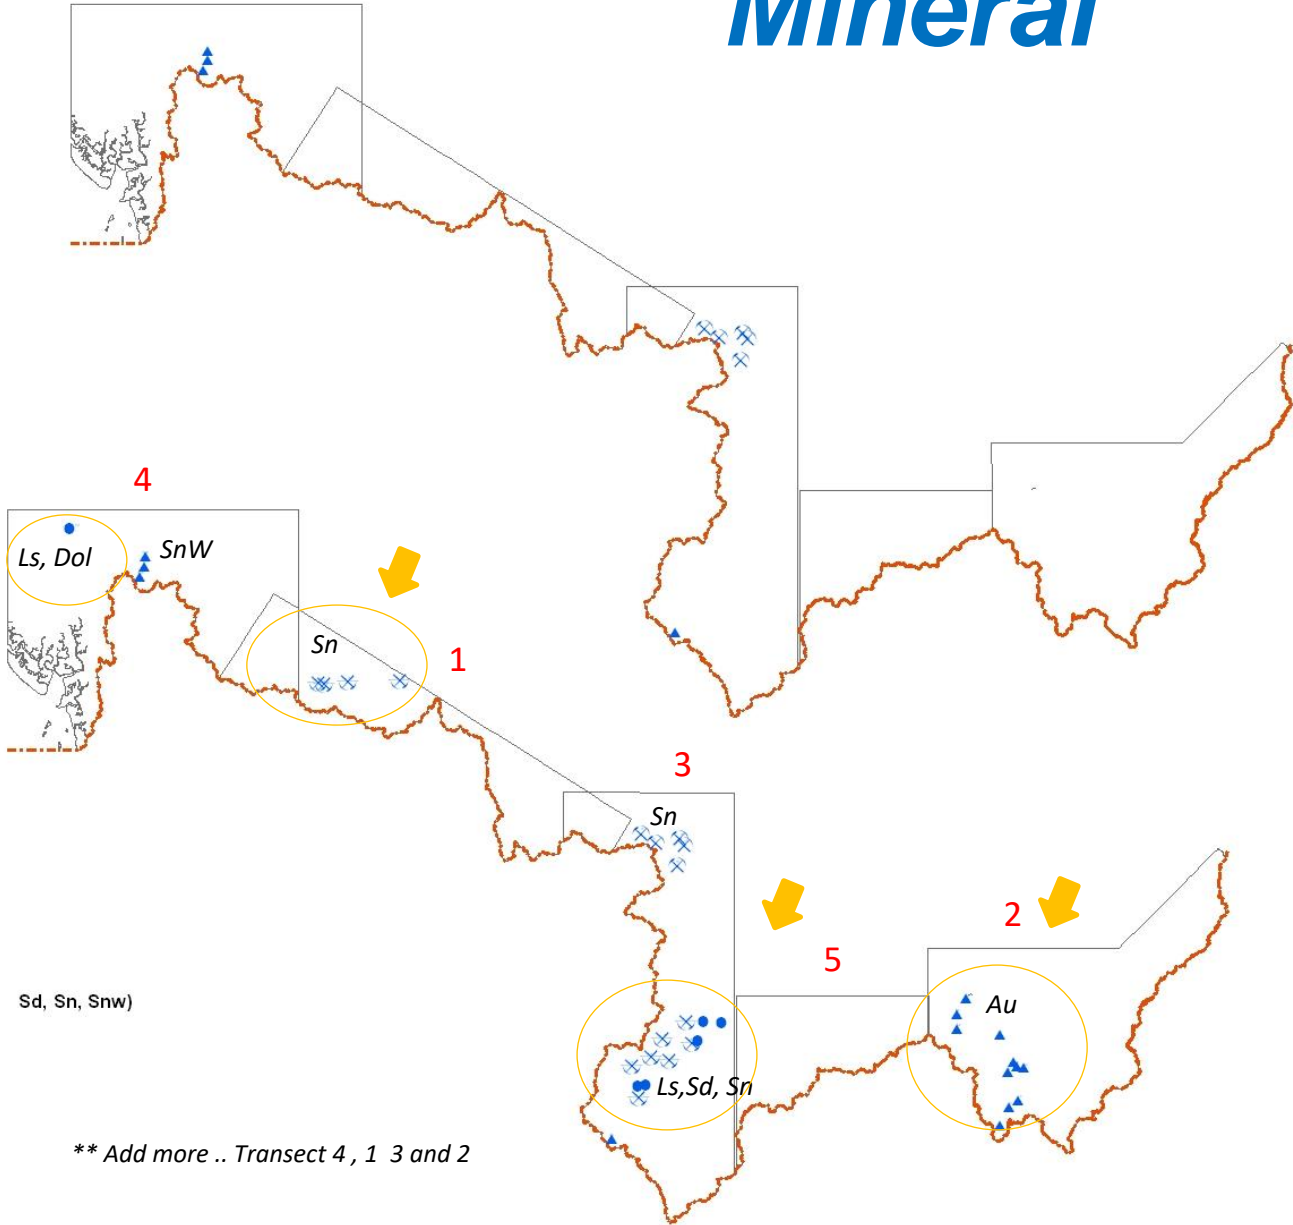 Mineral
4
Ls, Dol
SnW
Sn
1
3
Sn
2
5
Au
Sd, Sn, Snw)
Ls,Sd, Sn
** Add more .. Transect 4 , 1 3 and 2